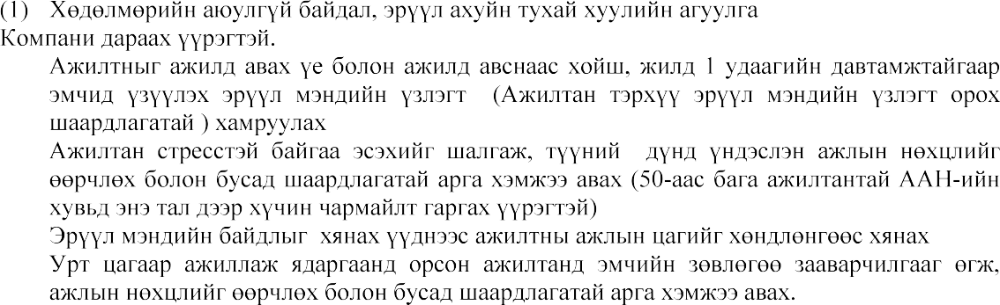 (1) Хөдөлмөрийн аюулгүй байдал, эрүүл ахуйн тухай хуулийн агуулга
Компани дараах үүрэгтэй.
Ажилтныг ажилд авах үе болон ажилд авснаас хойш, жилд 1 удаагийн давтамжтайгаар
эмчид үзүүлэх эрүүл мэндийн үзлэгт (Ажилтан тэрхүү эрүүл мэндийн үзлэгт орох
шаардлагатай ) хамруулах
Ажилтан стресстэй байгаа эсэхийг шалгаж, түүний дүнд үндэслэн ажлын нөхцлийг
өөрчлөх болон бусад шаардлагатай арга хэмжээ авах (50-аас бага ажилтантай ААН-ийн
хувьд энэ тал дээр хүчин чармайлт гаргах үүрэгтэй)
Эрүүл мэндийн байдлыг хянах үүднээс ажилтны ажлын цагийг хөндлөнгөөс хянах
Урт цагаар ажиллаж ядаргаанд орсон ажилтанд эмчийн зөвлөгөө зааварчилгааг өгж,
ажлын нөхцлийг өөрчлөх болон бусад шаардлагатай арга хэмжээ авах.